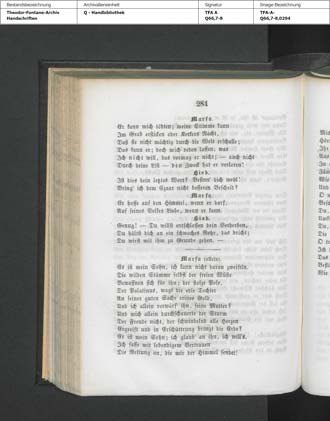 Bestandsbezeichnung
Archivalieneinheit
Signatur
Image-Bezeichnung
Theodor-Fontane-Archiv
Handschriften
Q - Handbibliothek
TFA A
Q66,7-8
TFA-A-
Q66,7-8,0294
284
Marfa.
Er kann mich tödten; meine Stimme kann
Im Grab ersticken oder Kerkers Nacht,
Daß sie nicht mächtig durch die Welt erschalle;
Das kann er; doch mich reden lassen, was
Ich nicht will, das vermag er nicht; — auch nicht
Durch deine List — den Zweck hat er verloren!
Hiob.
Ist dies dein letztes Wort? Besinn' dich wohl!
Bring' ich dem Czaar nicht besseren Bescheid?
Marfa.
Er hoffe auf den Himmel, wenn er darf;
Auf seines Volkes Liebe, wenn er kann.
Hiob.
Genug! — Du willst entschlossen dein Verderben,
Du hältst dich an ein schwaches Rohr, das bricht;
Du wirst mit ihm zu Grunde gehen. —
Marfa (allein).
Es ist mein Sohn, ich kann nicht daran zweifeln.
Die wilden Stämme selbst der freien Wüste
Bewaffnen sich für ihn; der stolze Pole,
Der Palatinus, wagt die edle Tochter
An seiner guten Sache reines Gold,
Und ich allein verwürf' ihn, seine Mutter?
Und mich allein durchschauerte der Sturm
Der Freude nicht, der schwindelnd alle Herzen
Ergreift und in Erschütterung bringt die Erde?
Er ist mein Sohn; ich glaub' an ihn, ich will's.
Ich fasse mit lebendigem Vertrauen
Die Rettung an, die mir der Himmel sendet!